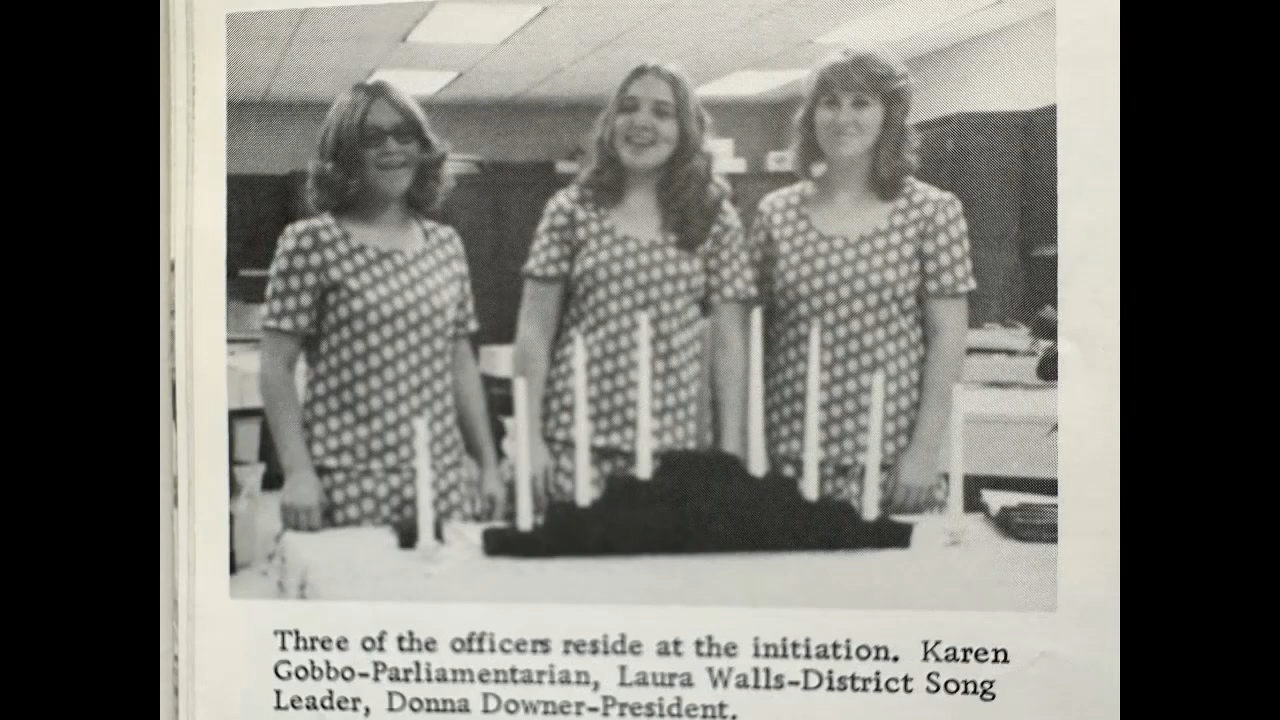 Three of the officers reside at the initiation. Karen
Gobbo-Parliamentarian, Laura Walls-District Song
Leader, Donna Downer-President.